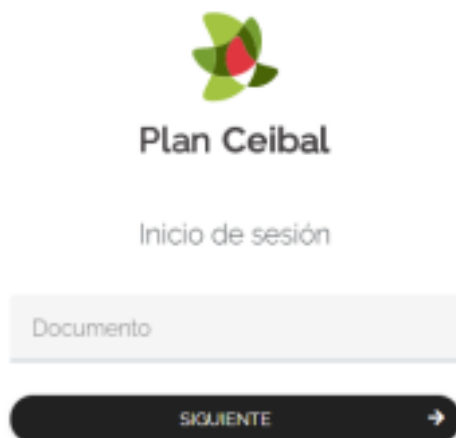 Plan Ceibal
Inicio de sesión
Documento
SIGUIENTE